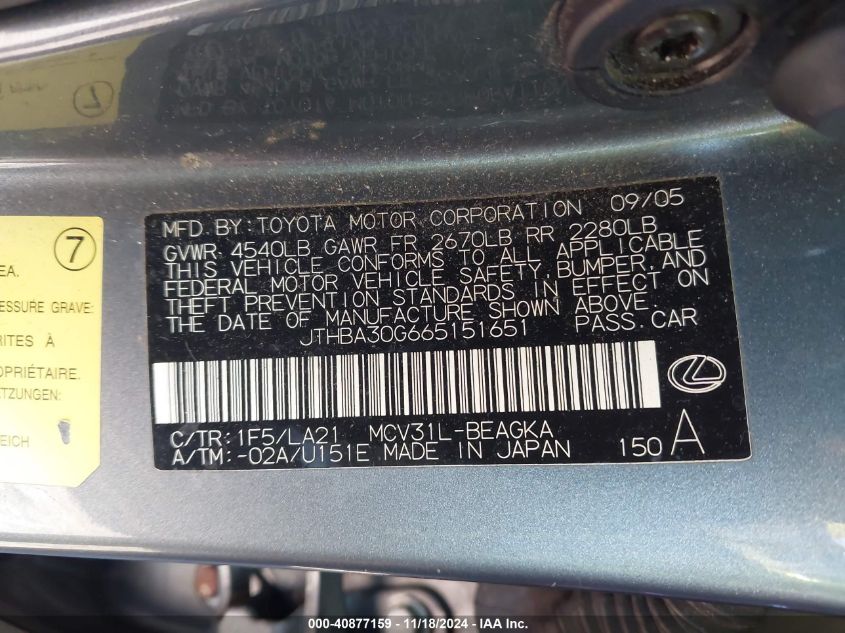 7
EA.
ESSURE GRAVE:
RITES À
OPRIÉTAIRE.
ETZUNGEN:
EICH
MFD BY: TOYOTA MOTOR CORPORATION 09/05
GVWR 4540LB GAWR FR 2670LB RR 2280LB
THIS VEHICLE CONFORMS TO ALL APPLICABLE
FEDERAL MOTOR VEHICLE SAFETY, BUMPER, AND
THEFT PREVENTION STANDARDS IN EFFECT ON
THE DATE OF MANUFACTURE SHOWN ABOVE.
JTHBA30G665151651 PASS. CAR
C/TR: 1F5/LA21 MCV31L-BEAGKA
A/TM: -02A/U151E MADE IN JAPAN 150 A
000-40877159 - 11/18/2024 - IAA Inc.